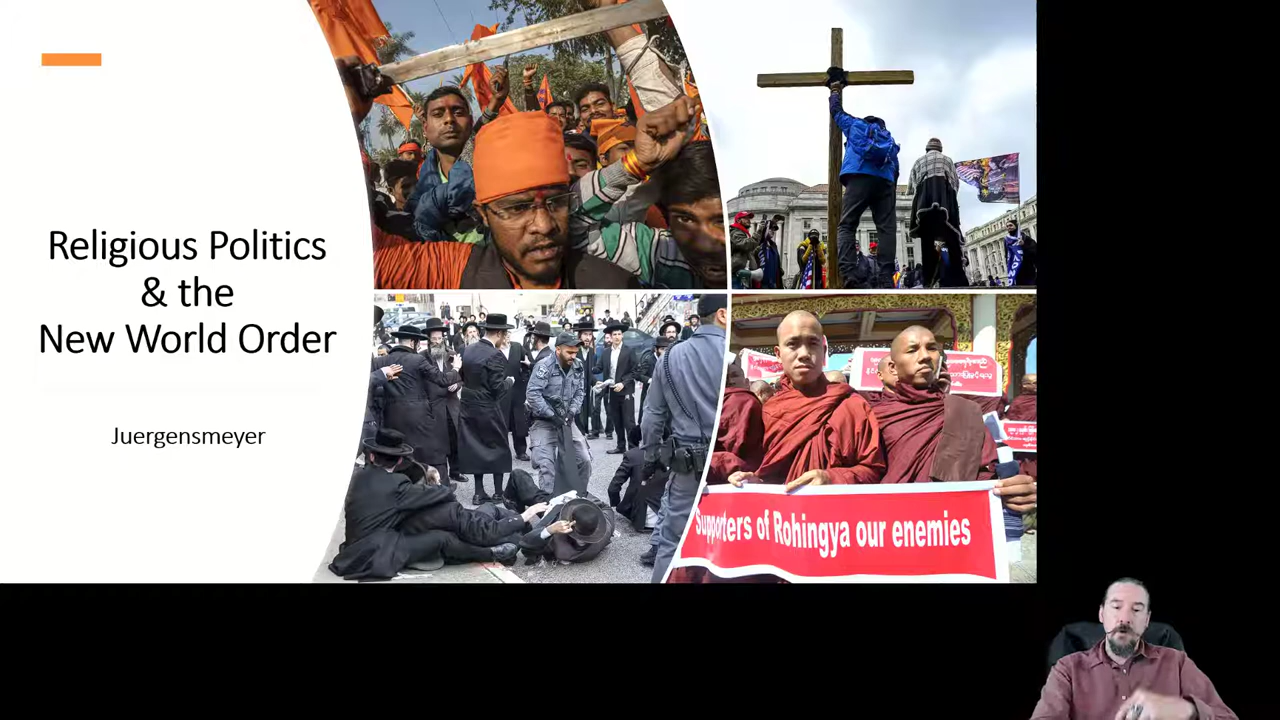 Religious Politics
& the
New World Order
Juergensmeyer
Supporters of Rohingya our enemies